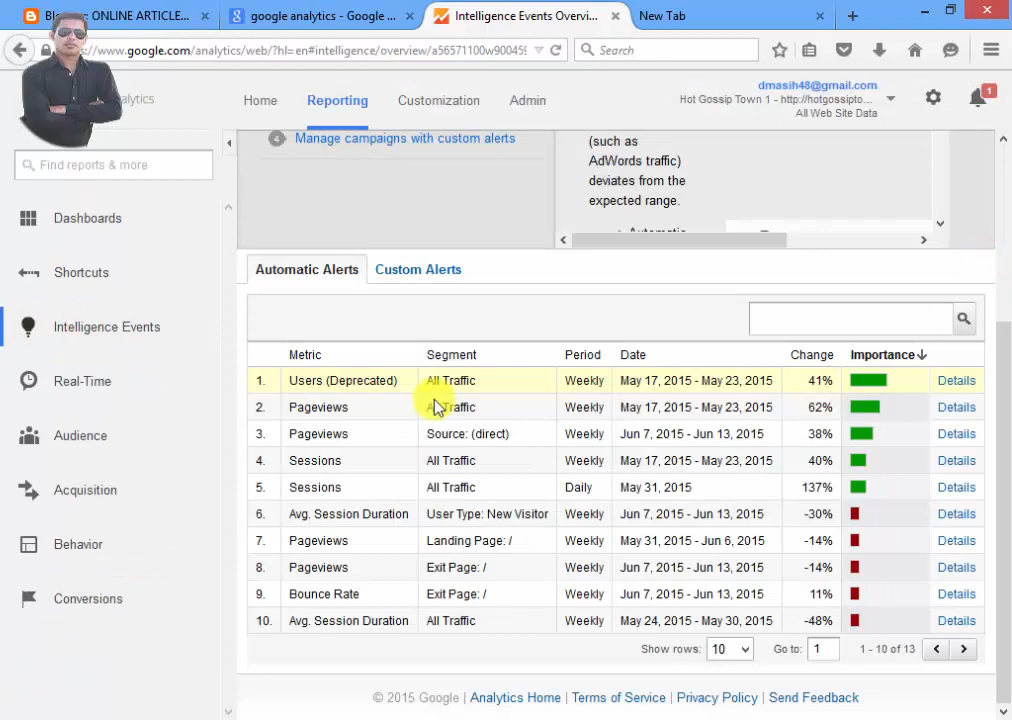 ONLINE ARTICLE...
google analytics - Google ...
Intelligence Events Overvi...
New Tab
://www.google.com/analytics/web/?hl=en#intelligence/overview/a56571100w900459
Search
alytics
Home
Reporting
Customization
Admin
dmasih48@gmail.com
Hot Gossip Town 1 - http://hotgossipto...
All Web Site Data
1
Find reports & more
Dashboards
Shortcuts
Intelligence Events
Real-Time
Audience
Acquisition
Behavior
Conversions
4 Manage campaigns with custom alerts
(such as
AdWords traffic)
deviates from the
expected range.
Automatic
Automatic Alerts
Custom Alerts
Metric Segment Period Date Change Importance
1. Users (Deprecated) All Traffic Weekly May 17, 2015 - May 23, 2015 41% Details
2. Pageviews All Traffic Weekly May 17, 2015 - May 23, 2015 62% Details
3. Pageviews Source: (direct) Weekly Jun 7, 2015 - Jun 13, 2015 38% Details
4. Sessions All Traffic Weekly May 17, 2015 - May 23, 2015 40% Details
5. Sessions All Traffic Daily May 31, 2015 137% Details
6. Avg. Session Duration User Type: New Visitor Weekly Jun 7, 2015 - Jun 13, 2015 -30% Details
7. Pageviews Landing Page: / Weekly May 31, 2015 - Jun 6, 2015 -14% Details
8. Pageviews Exit Page: / Weekly Jun 7, 2015 - Jun 13, 2015 -14% Details
9. Bounce Rate Exit Page: / Weekly Jun 7, 2015 - Jun 13, 2015 11% Details
10. Avg. Session Duration All Traffic Weekly May 24, 2015 - May 30, 2015 -48% Details
Show rows: 10 Go to: 1 1 - 10 of 13
© 2015 Google | Analytics Home | Terms of Service | Privacy Policy | Send Feedback